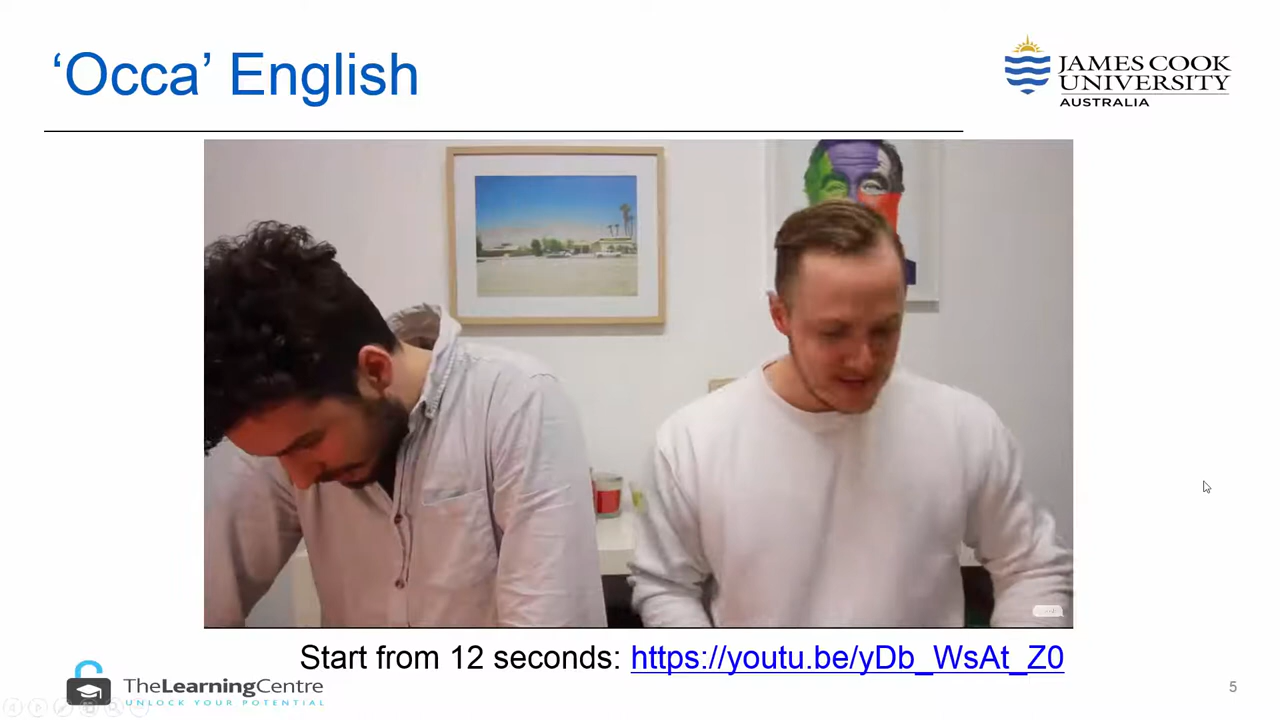 ‘Occa’ English
JAMES COOK
UNIVERSITY
AUSTRALIA
Start from 12 seconds: https://youtu.be/yDb_WsAt_Z0
TheLearningCentre
UNLOCK YOUR POTENTIAL
5